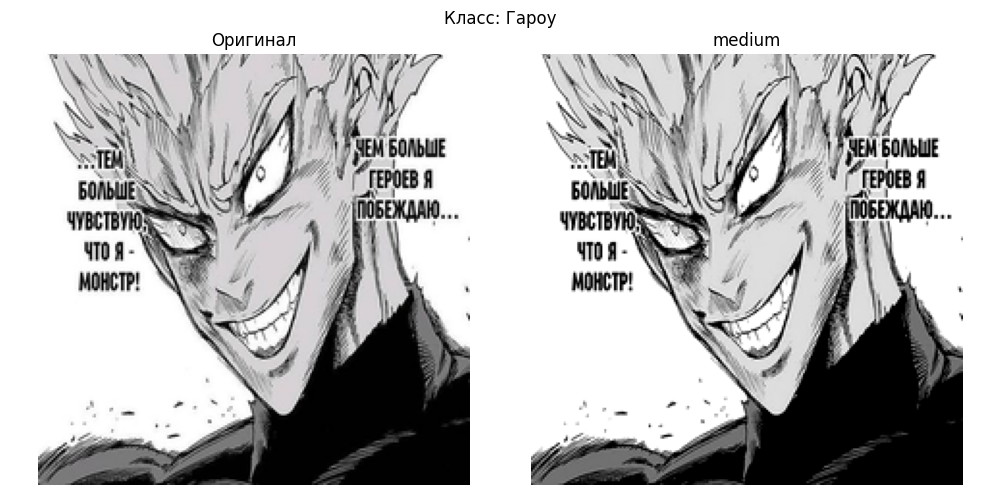 Класс: Гароу
Оригинал
medium
ЧЕМ БОЛЬШЕ
ГЕРОЕВ Я
ПОБЕЖДАЮ...
...ТЕМ
БОЛЬШЕ
ЧУВСТВУЮ,
ЧТО Я -
МОНСТР!
ЧЕМ БОЛЬШЕ
ГЕРОЕВ Я
ПОБЕЖДАЮ...
...ТЕМ
БОЛЬШЕ
ЧУВСТВУЮ,
ЧТО Я -
МОНСТР!